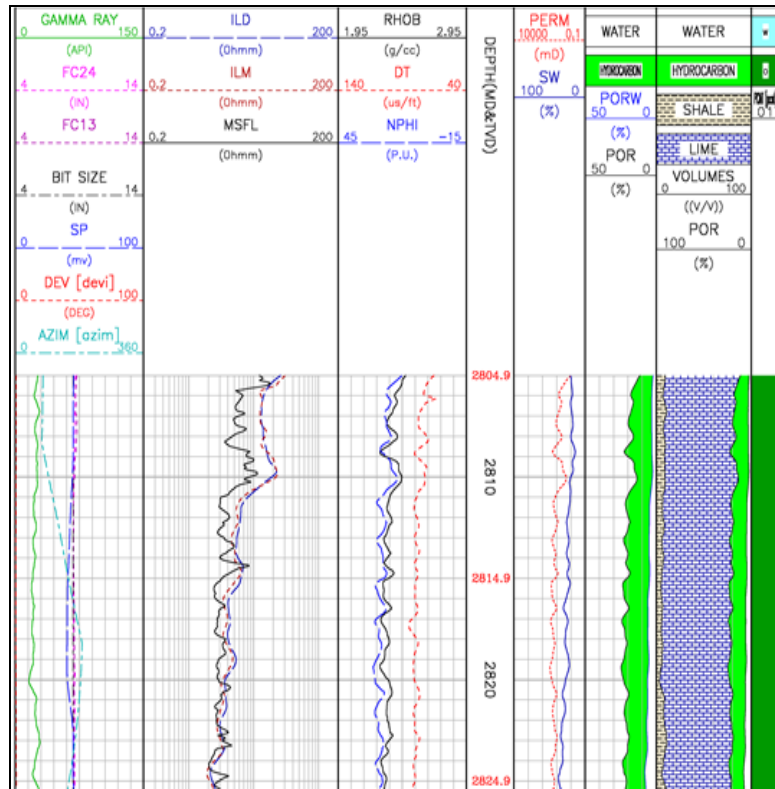 GAMMA RAY
0 150
(API)
FC24
4 14
(IN)
FC13
4 14
BIT SIZE
4 14
(IN)
SP
0 100
(mv)
DEV [devi]
0 100
(DEG)
AZIM [azim]
0 360
ILD
0.2 200
(Ohmm)
ILM
0.2 200
(Ohmm)
MSFL
0.2 200
(Ohmm)
RHOB
1.95 2.95
(g/cc)
DT
140 40
(us/ft)
NPHI
45 -15
(P.U.)
DEPTH(MD&TVD)
PERM
10000 0.1
(mD)
SW
100 0
(%)
WATER
HYDROCARBON
PORW
50 0
(%)
POR
50 0
(%)
WATER
HYDROCARBON
SHALE
LIME
VOLUMES
0 100
((V/V))
POR
100 0
(%)
W
O
0 1
2804.9
2810
2814.9
2820
2824.9